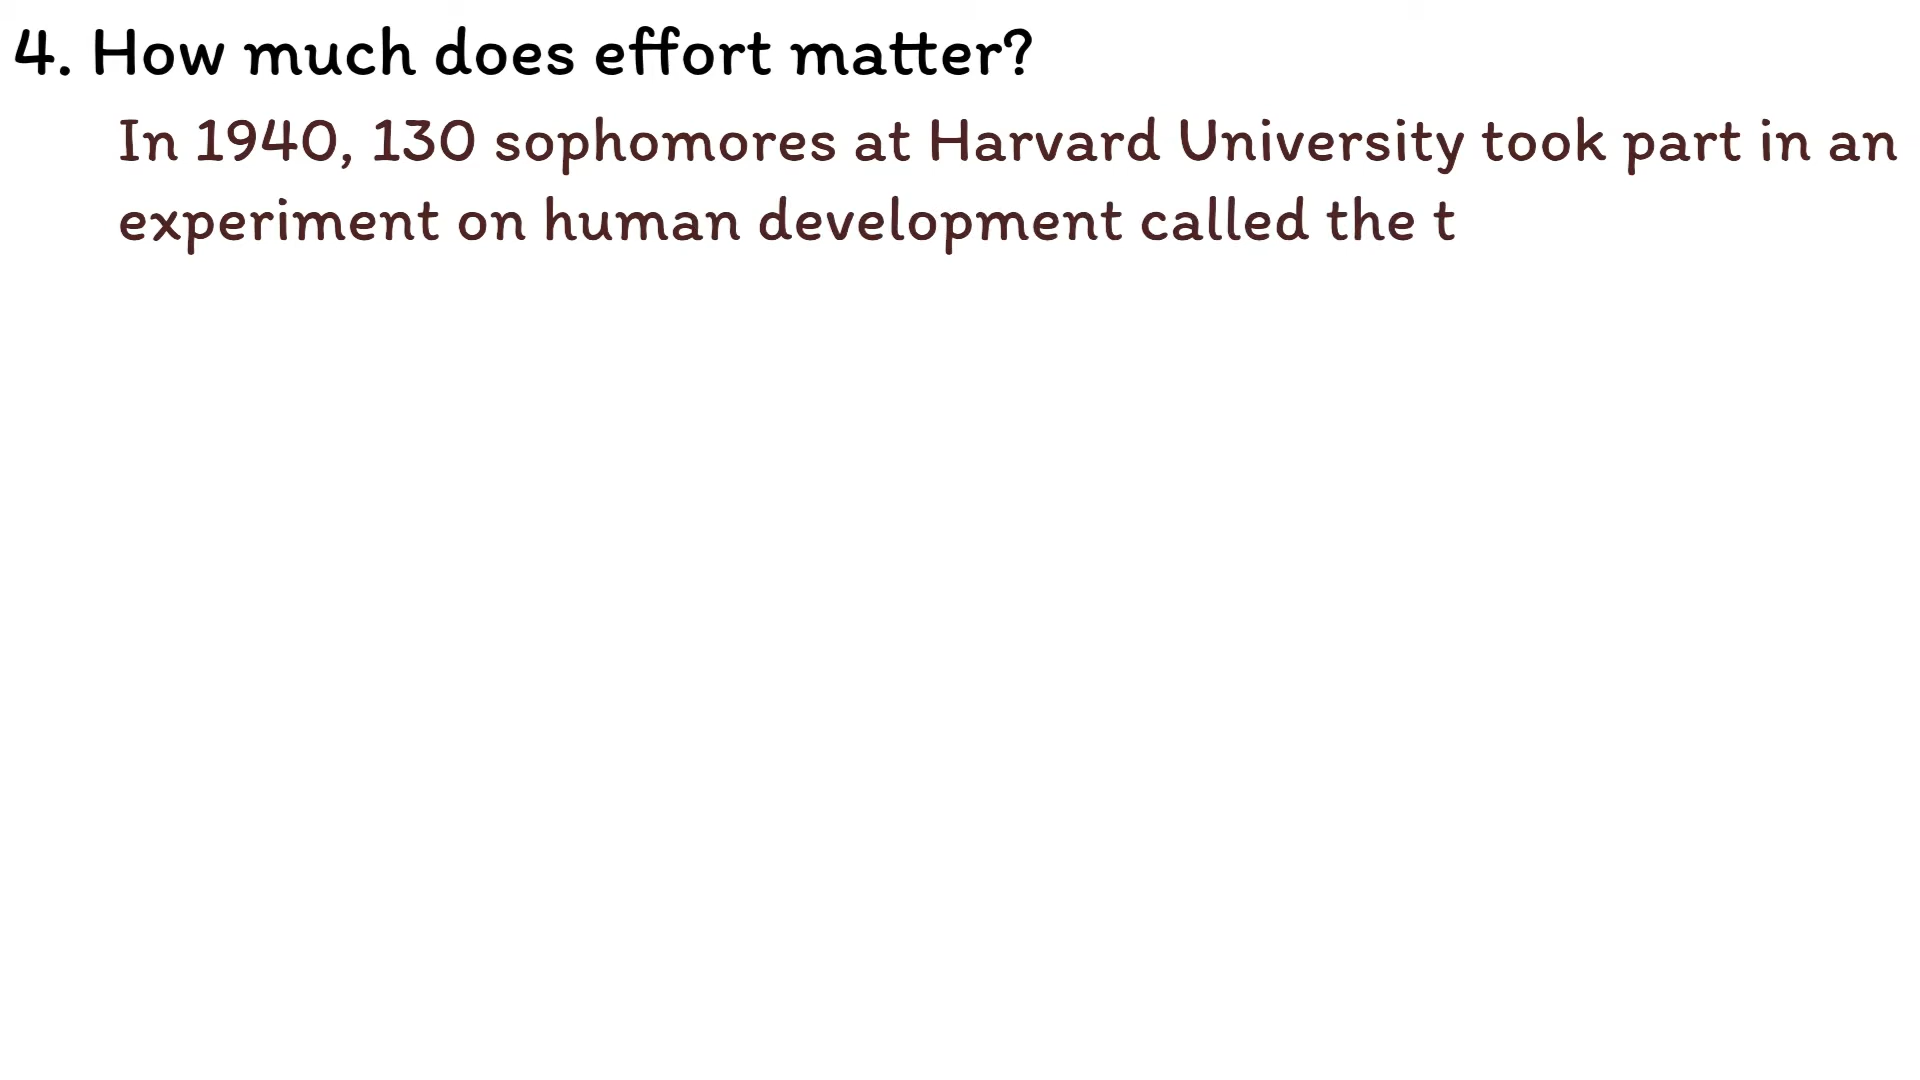 4. How much does effort matter?
In 1940, 130 sophomores at Harvard University took part in an
experiment on human development called the t